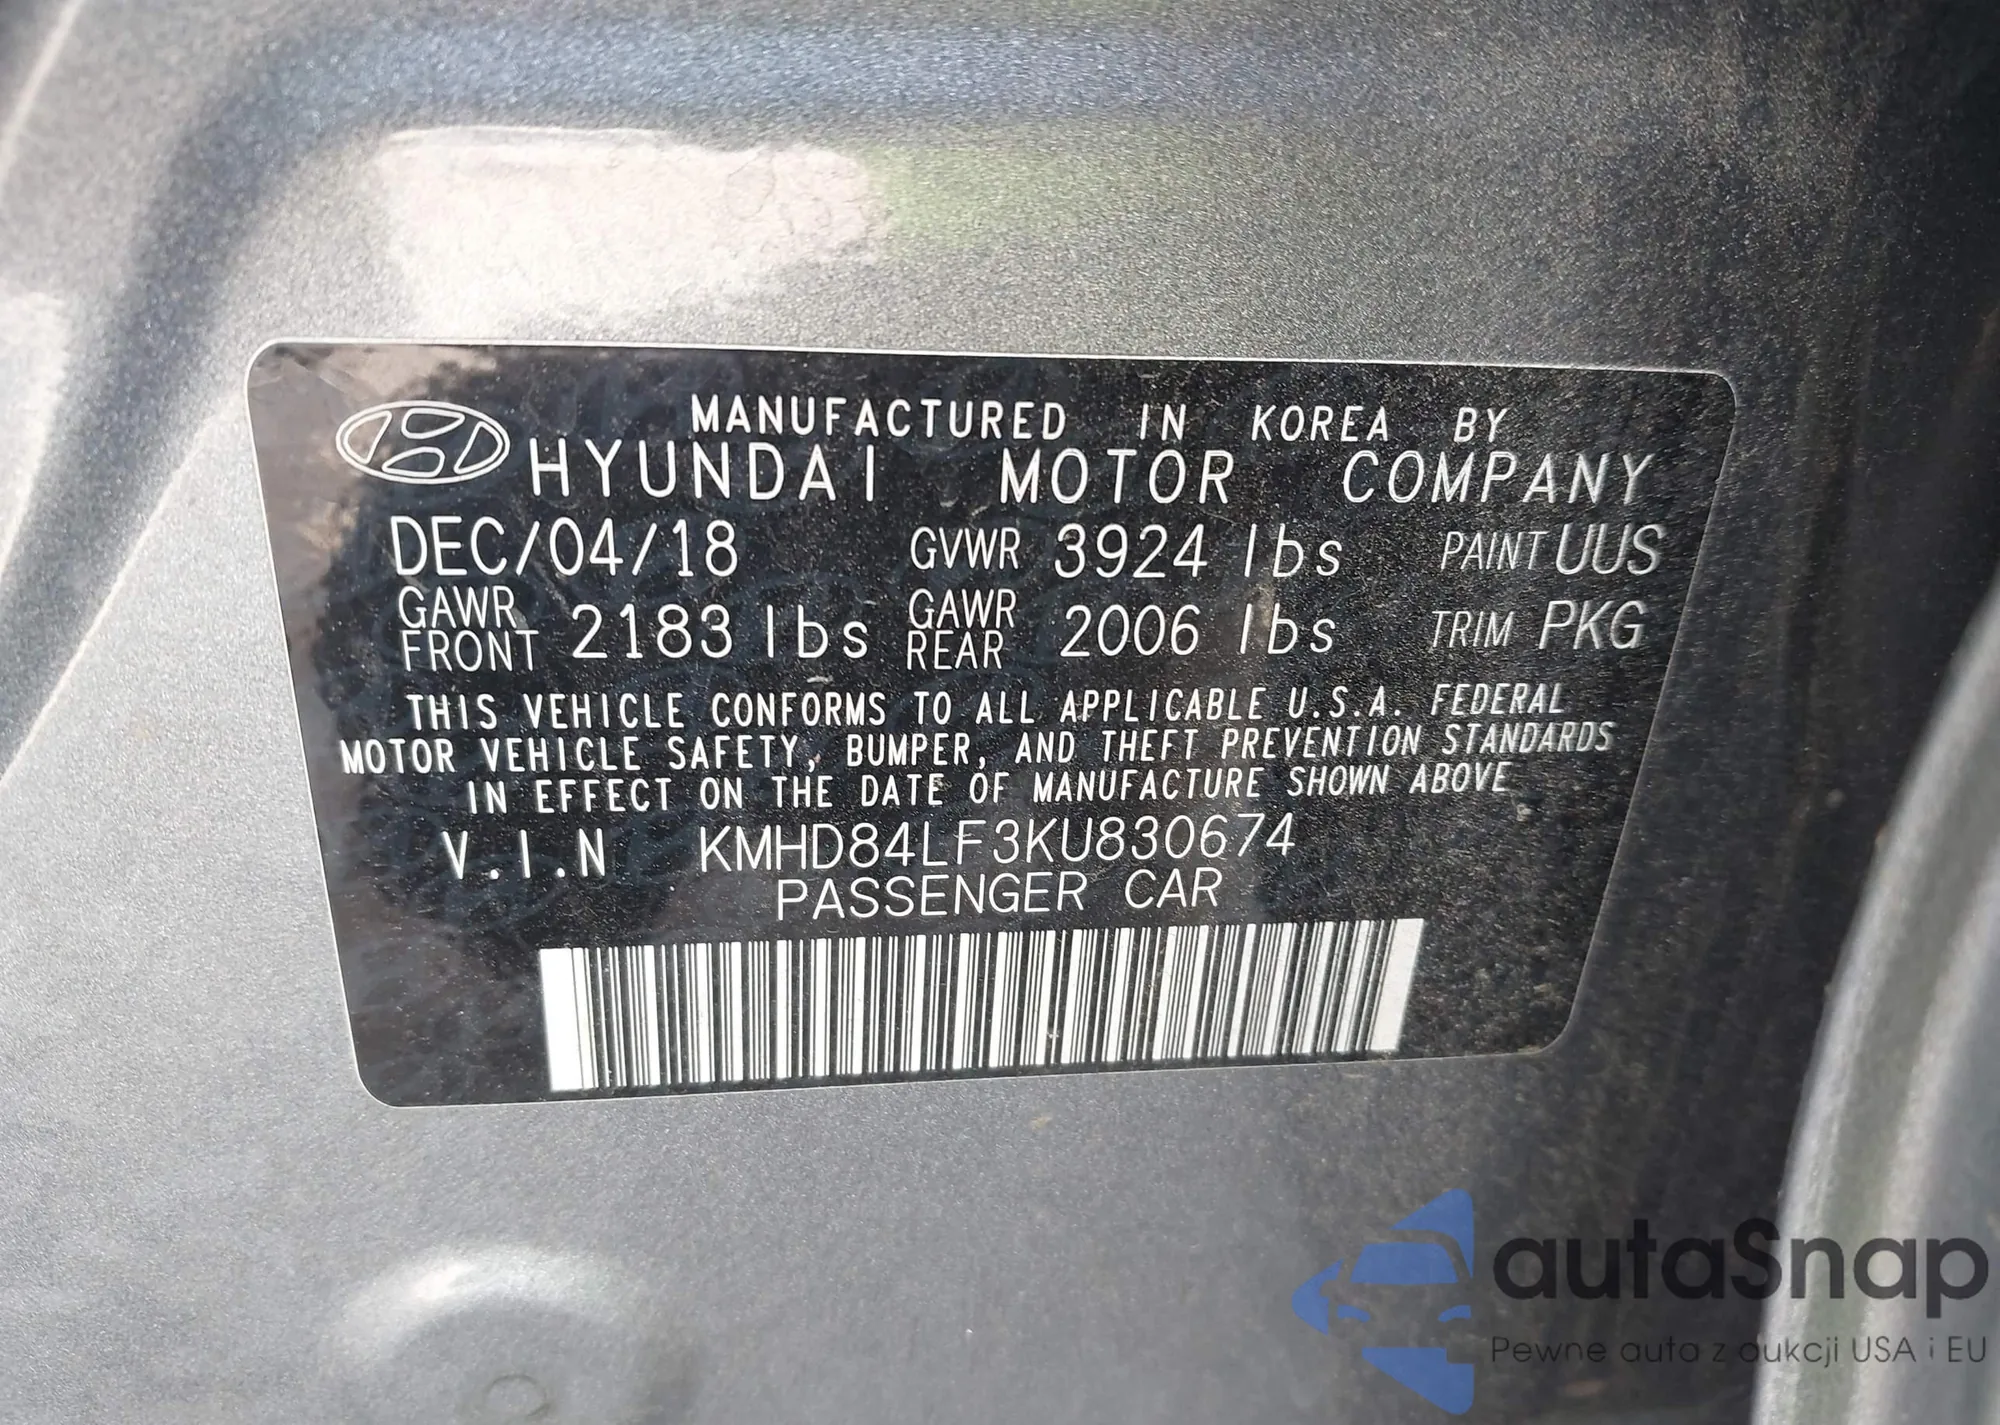 MANUFACTURED IN KOREA BY
HYUNDAI MOTOR COMPANY
DEC/04/18 GVWR 3924 lbs PAINT UUS
GAWR FRONT 2183 lbs GAWR REAR 2006 lbs TRIM PKG
THIS VEHICLE CONFORMS TO ALL APPLICABLE U.S.A. FEDERAL
MOTOR VEHICLE SAFETY, BUMPER, AND THEFT PREVENTION STANDARDS
IN EFFECT ON THE DATE OF MANUFACTURE SHOWN ABOVE
V.I.N KMHD84LF3KU830674
PASSENGER CAR
autaSnap
Pewne auta z aukcji USA i EU